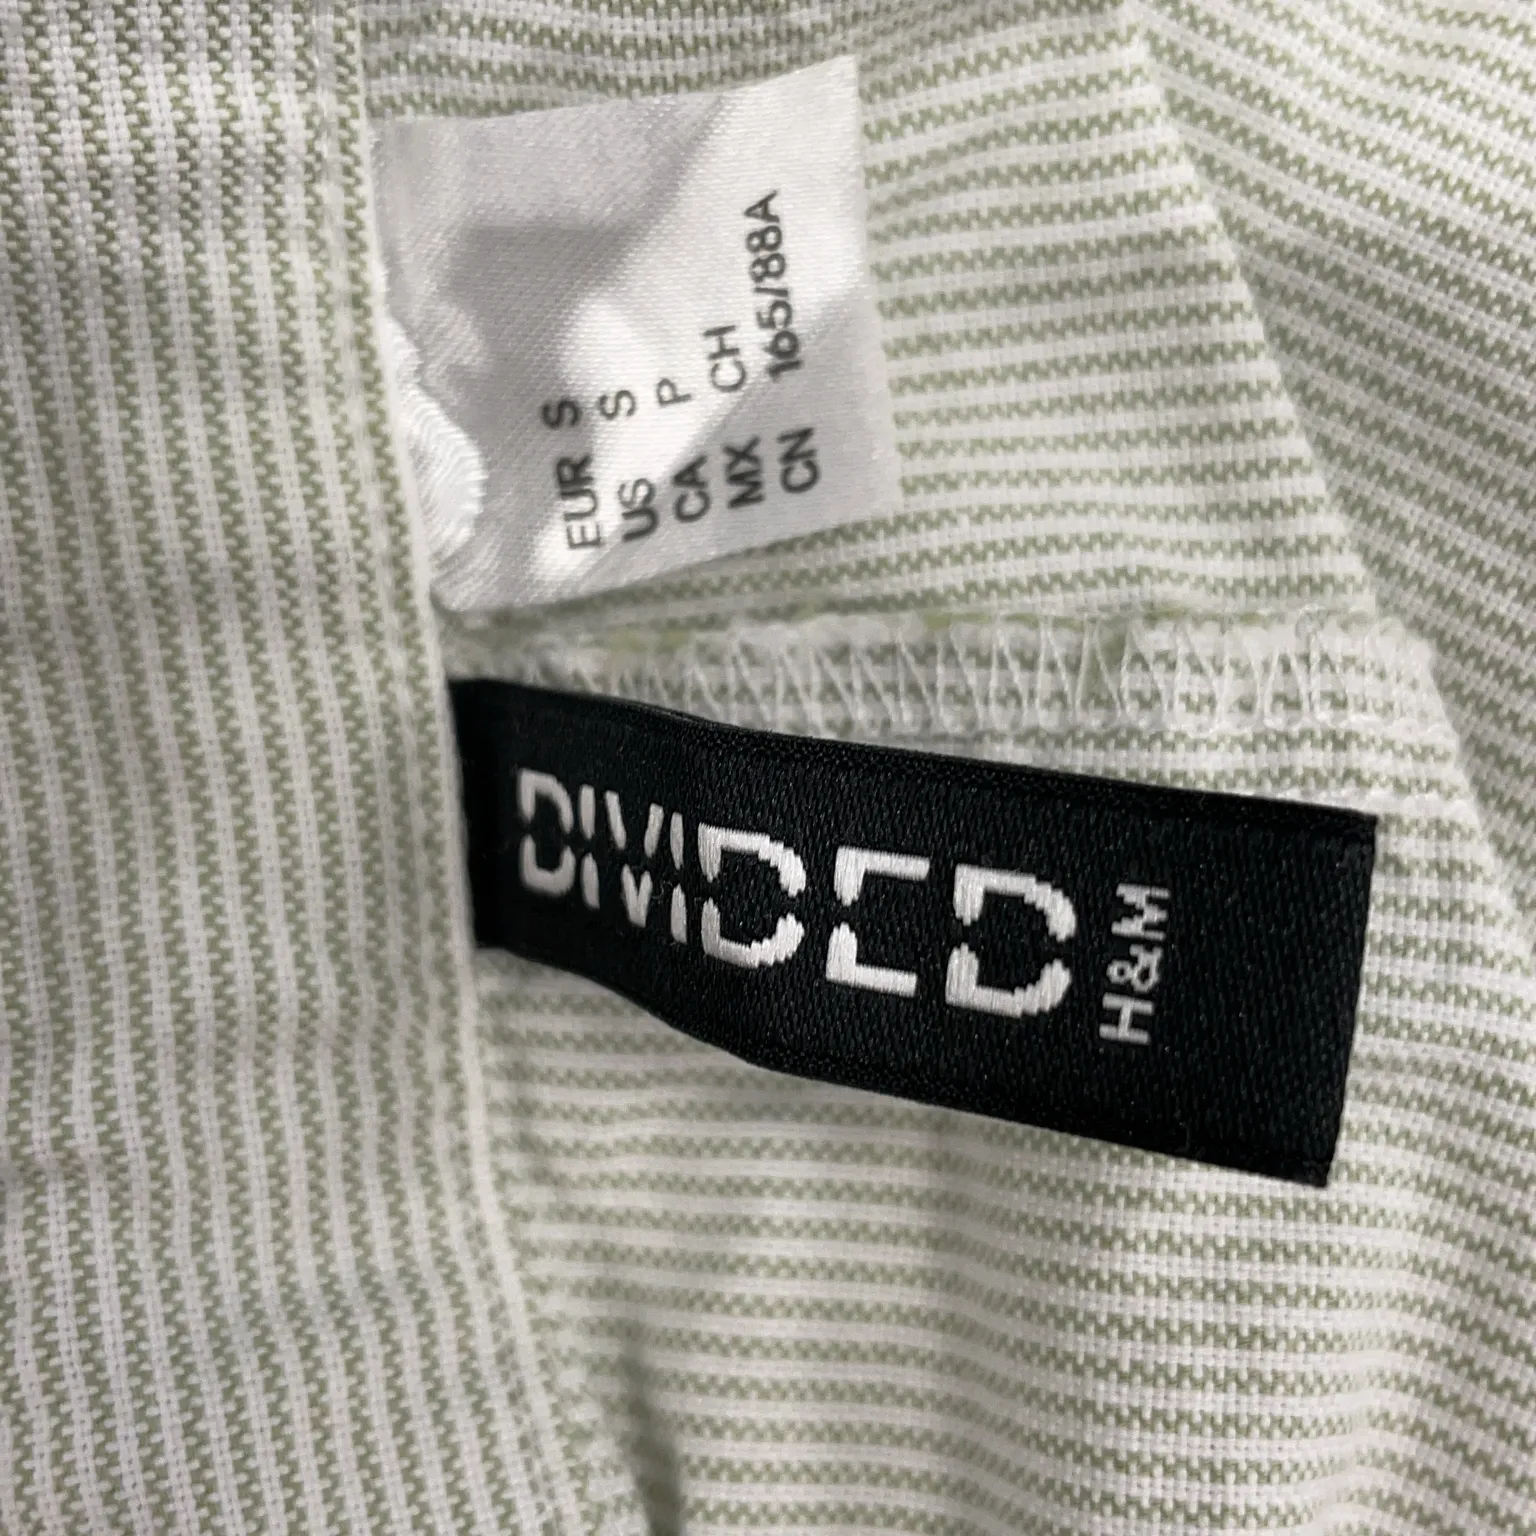 EUR S
US S
CA P
MX CH
CN 165/88A
DIVIDED
H&M